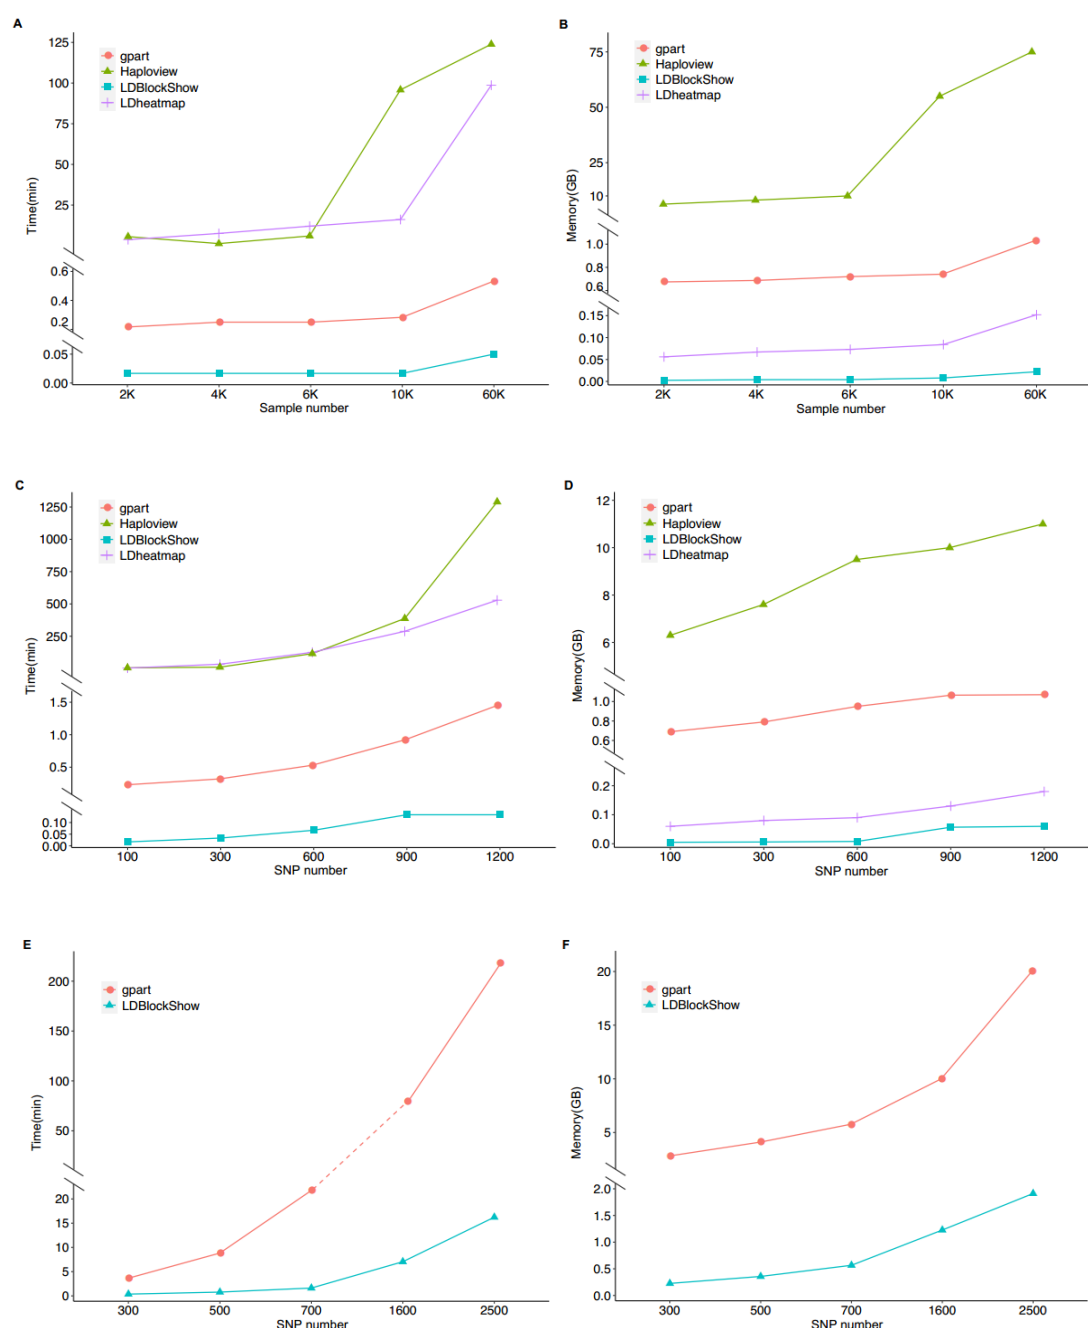 A
125
100
75
50
25
0.6
0.4
0.2
0.05
0.00
Time(min)
gpart
Haploview
LDBlockShow
LDheatmap
2K 4K 6K 10K 60K
Sample number
B
75
50
25
10
1.0
0.8
0.6
0.15
0.10
0.05
0.00
Memory(GB)
gpart
Haploview
LDBlockShow
LDheatmap
2K 4K 6K 10K 60K
Sample number
C
1250
1000
750
500
250
1.5
1.0
0.5
0.10
0.05
0.00
Time(min)
gpart
Haploview
LDBlockShow
LDHeatmap
100 300 600 900 1200
SNP number
D
12
10
8
6
1.0
0.8
0.6
0.2
0.1
0.0
Memory(GB)
gpart
Haploview
LDBlockShow
LDheatmap
100 300 600 900 1200
SNP number
E
200
150
100
50
20
15
10
5
0
Time(min)
gpart
LDBlockShow
300 500 700 1600 2500
SNP number
F
20
15
10
5
2.0
1.5
1.0
0.5
0.0
Memory(GB)
gpart
LDBlockShow
300 500 700 1600 2500
SNP number